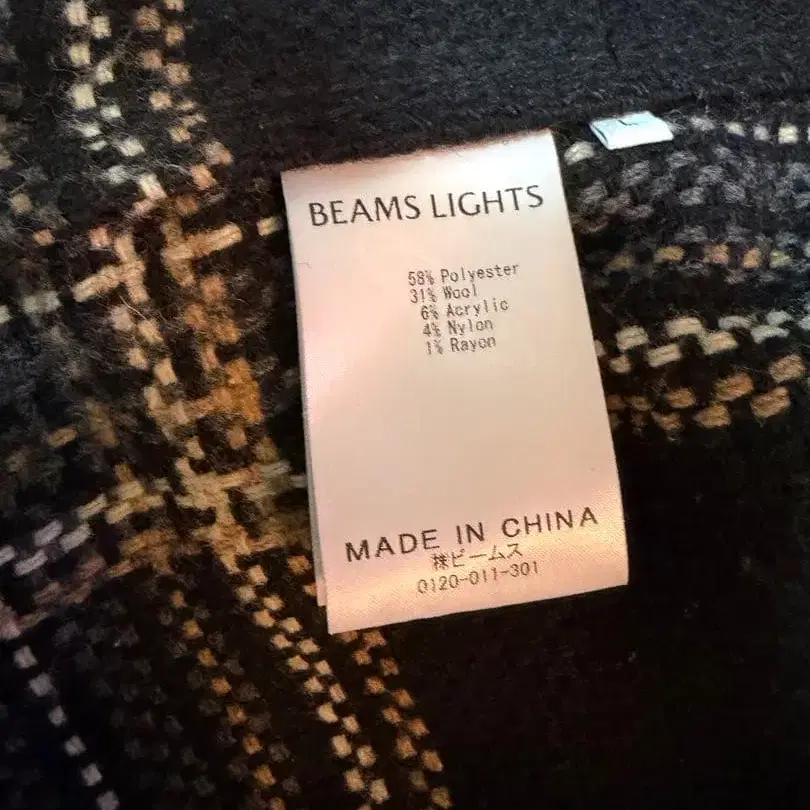 BEAMS LIGHTS
58% Polyester
31% Wool
6% Acrylic
4% Nylon
1% Rayon
MADE IN CHINA
㈱ビームス
0120-011-301